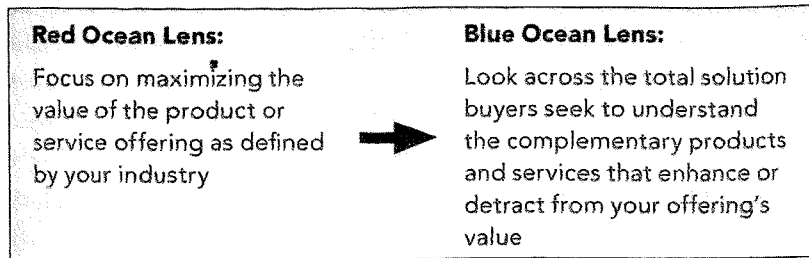 Red Ocean Lens:
Focus on maximizing the
value of the product or
service offering as defined
by your industry
Blue Ocean Lens:
Look across the total solution
buyers seek to understand
the complementary products
and services that enhance or
detract from your offering's
value